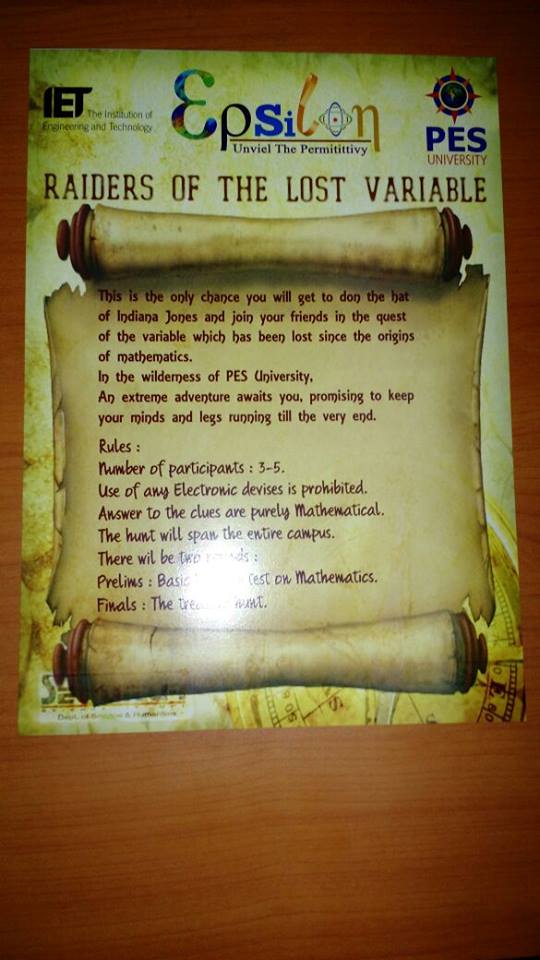 IET The Institution of
Engineering and Technology
Epsilon
Unviel The Permitittivy
PES
UNIVERSITY
RAIDERS OF THE LOST VARIABLE
This is the only chance you will get to don the hat
of Indiana Jones and join your friends in the quest
of the variable which has been lost since the origins
of mathematics.
In the wilderness of PES University,
An extreme adventure awaits you, promising to keep
your minds and legs running till the very end.
Rules :
Number of participants : 3-5.
Use of any Electronic devises is prohibited.
Answer to the clues are purely Mathematical.
The hunt will span the entire campus.
There wil be two rounds :
Prelims : Basic test on Mathematics.
Finals : The treasure hunt.
Dept. of Science & Humanities